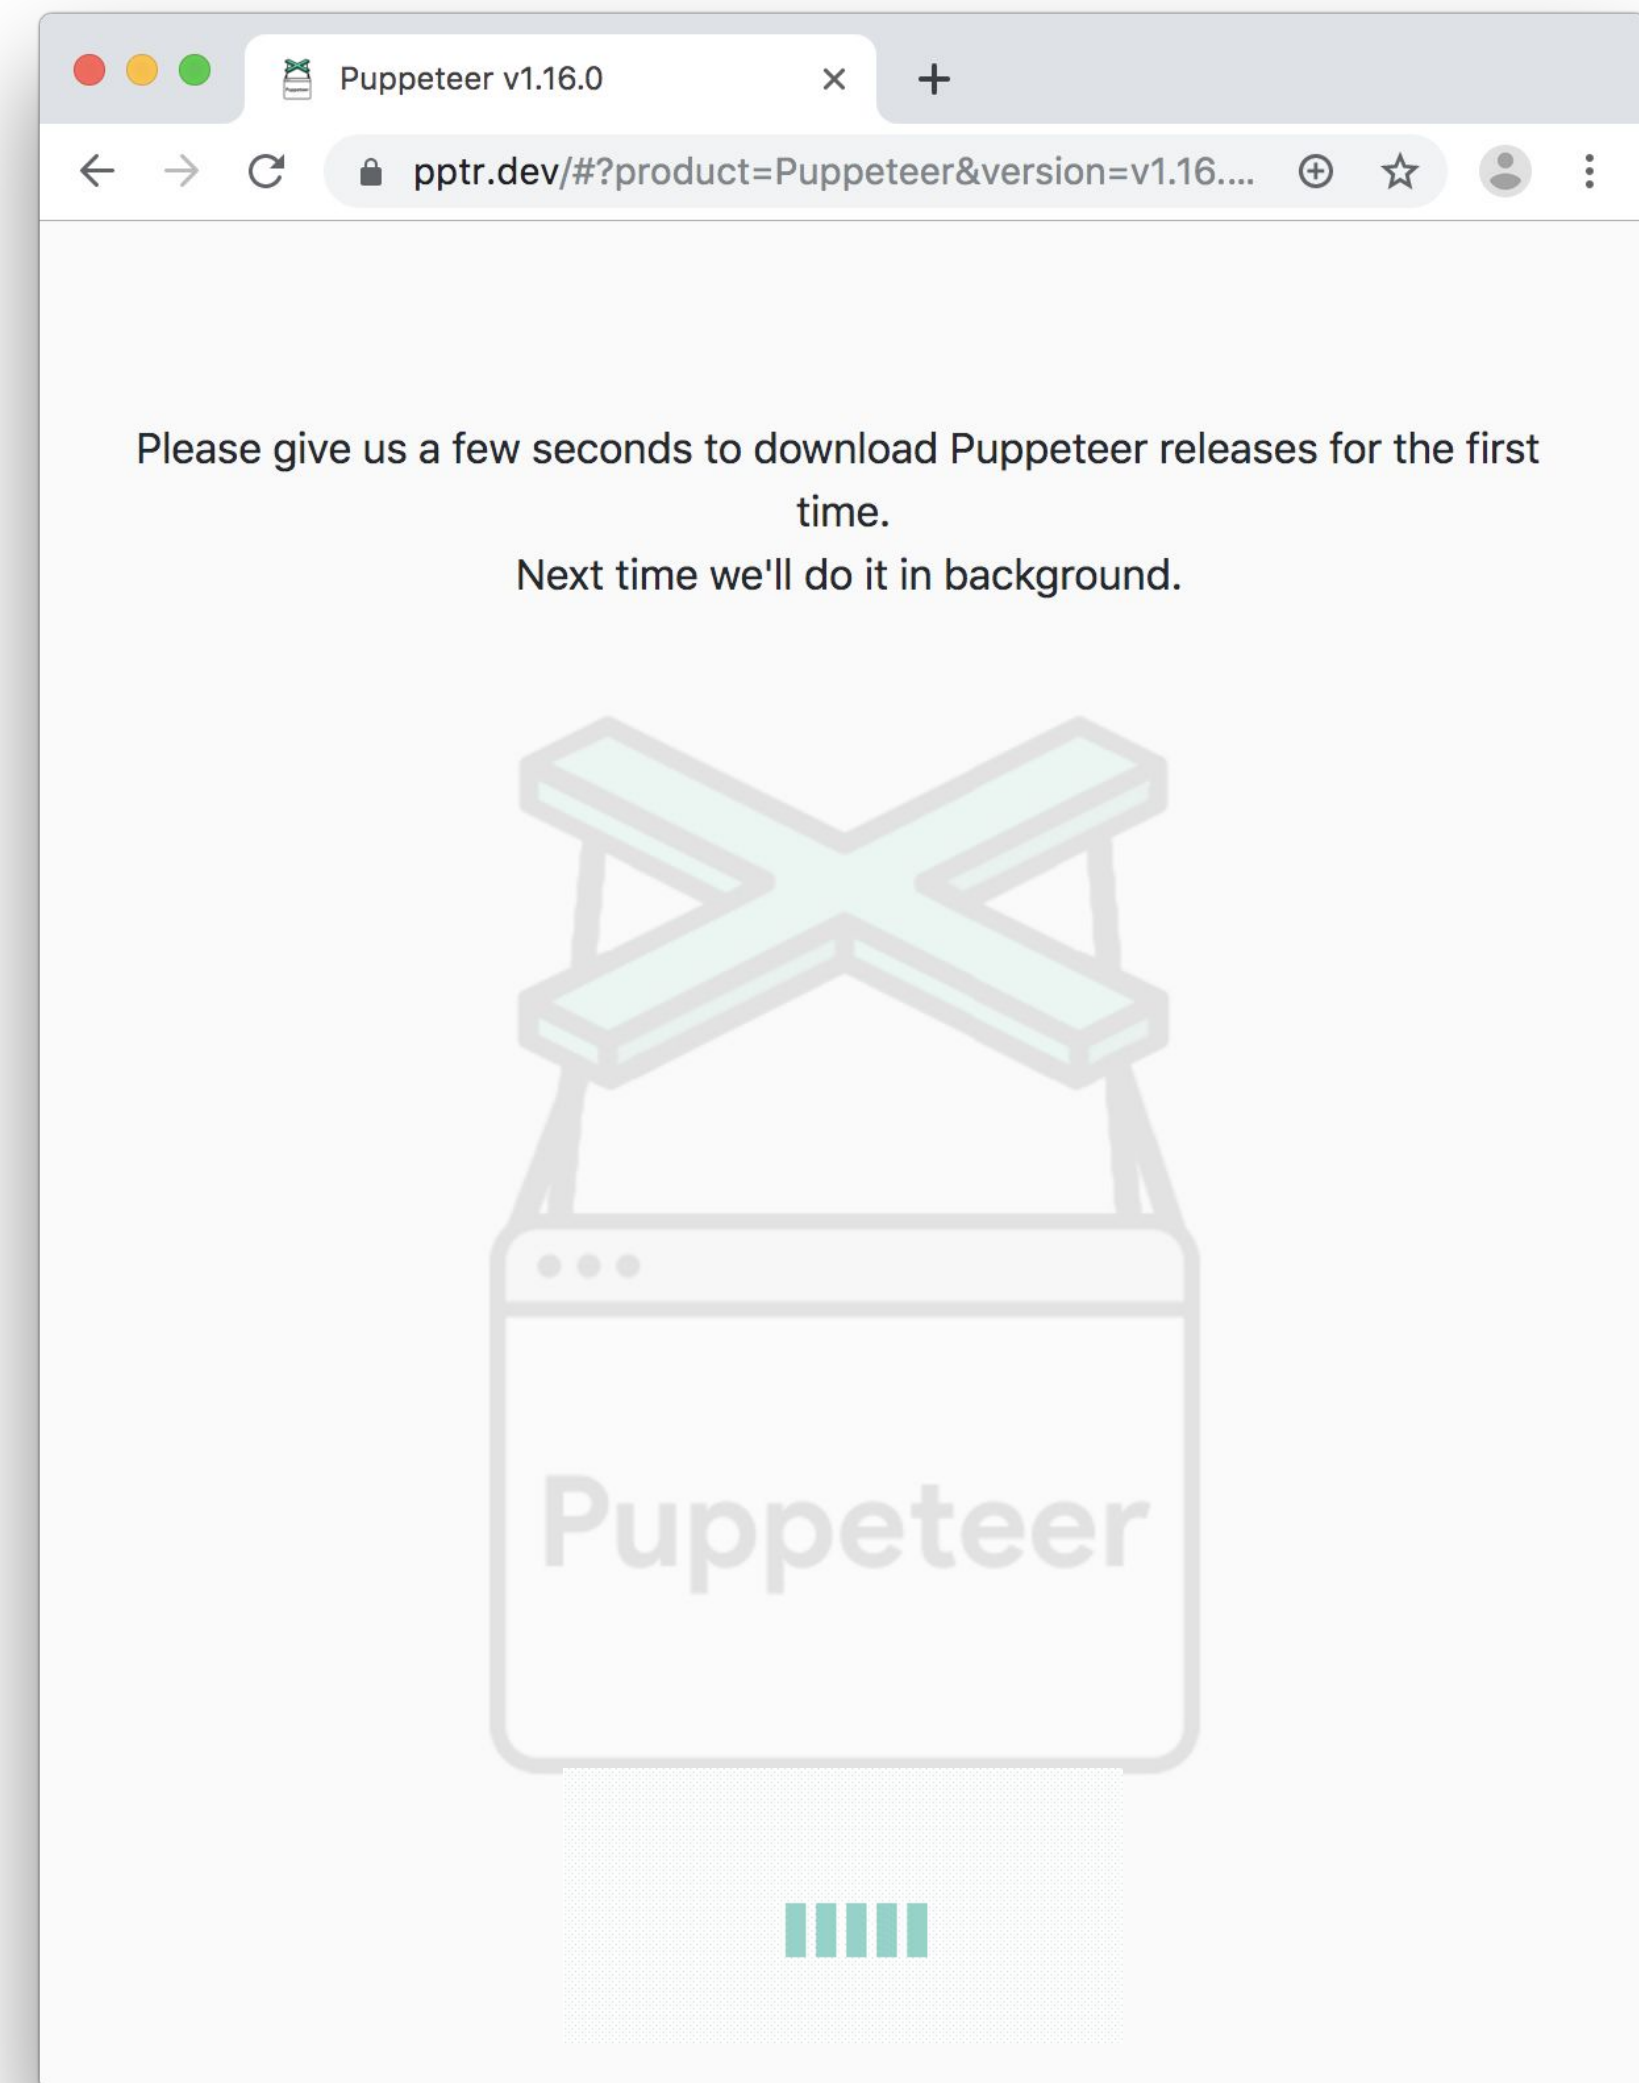 Puppeteer v1.16.0
pptr.dev/#?product=Puppeteer&version=v1.16....
Please give us a few seconds to download Puppeteer releases for the first
time.
Next time we'll do it in background.
Puppeteer